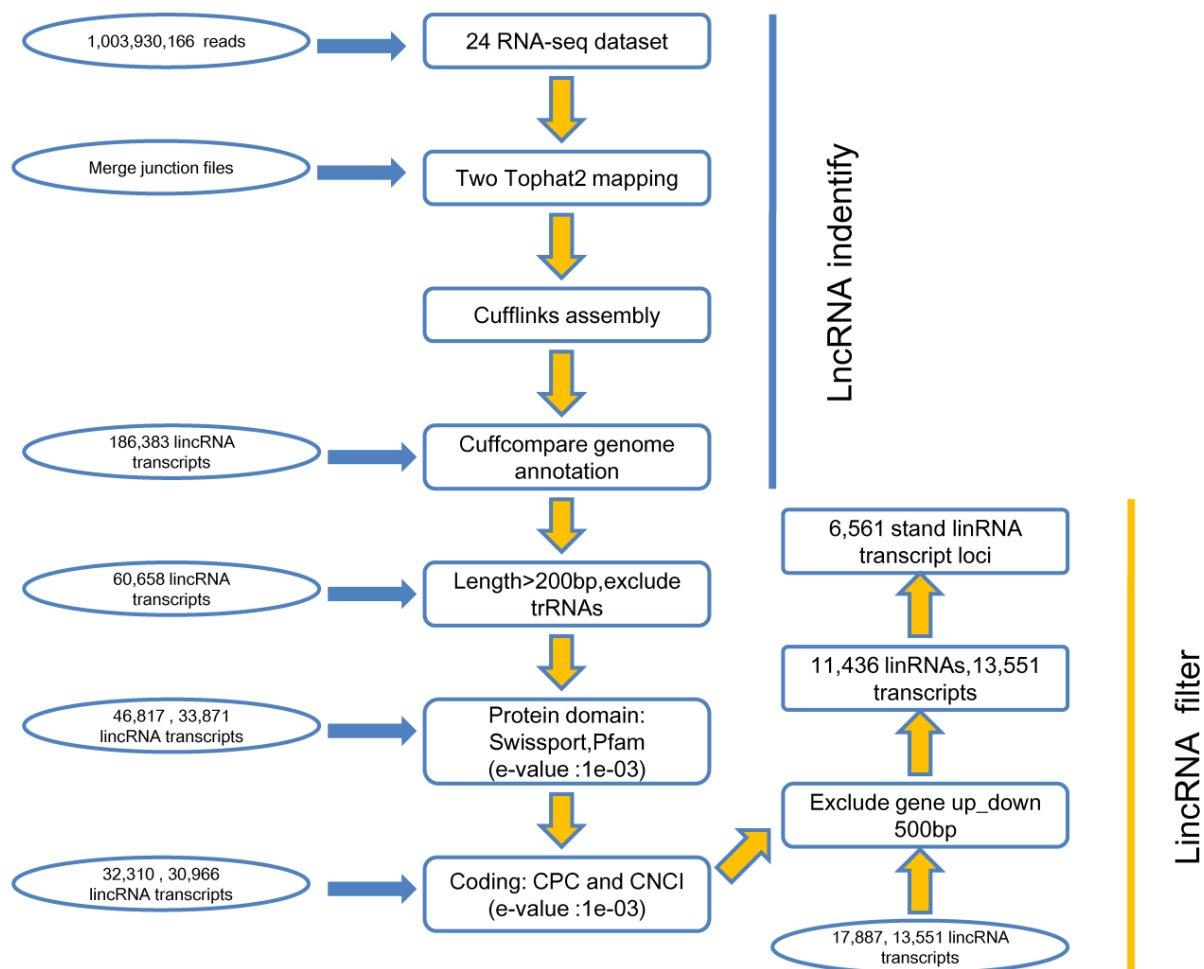 1,003,930,166 reads
24 RNA-seq dataset
Merge junction files
Two Tophat2 mapping
Cufflinks assembly
186,383 lincRNA
transcripts
Cuffcompare genome
annotation
LncRNA indentify
60,658 lincRNA
transcripts
Length>200bp,exclude
trRNAs
46,817 , 33,871
lincRNA transcripts
Protein domain:
Swissport,Pfam
(e-value :1e-03)
32,310 , 30,966
lincRNA transcripts
Coding: CPC and CNCI
(e-value :1e-03)
6,561 stand linRNA
transcript loci
11,436 linRNAs,13,551
transcripts
Exclude gene up_down
500bp
17,887, 13,551 lincRNA
transcripts
LincRNA filter